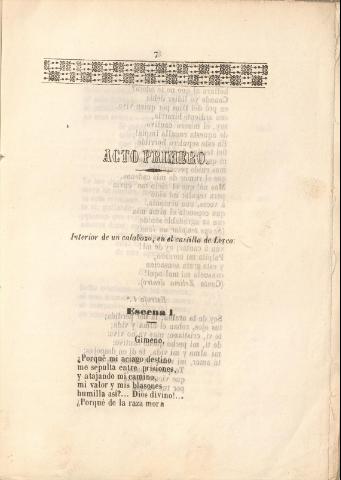 7
ACTO PRIMERO.
Interior de un calabozo, en el castillo de Lorca.
Escena I.
Gimeno.
¿Porqué mi aciago destino
me sepulta entre prisiones,
y atajando mi camino,
mi valor y mis blasones
humilla así?... Dios divino!...
¿Porqué de la raza mora